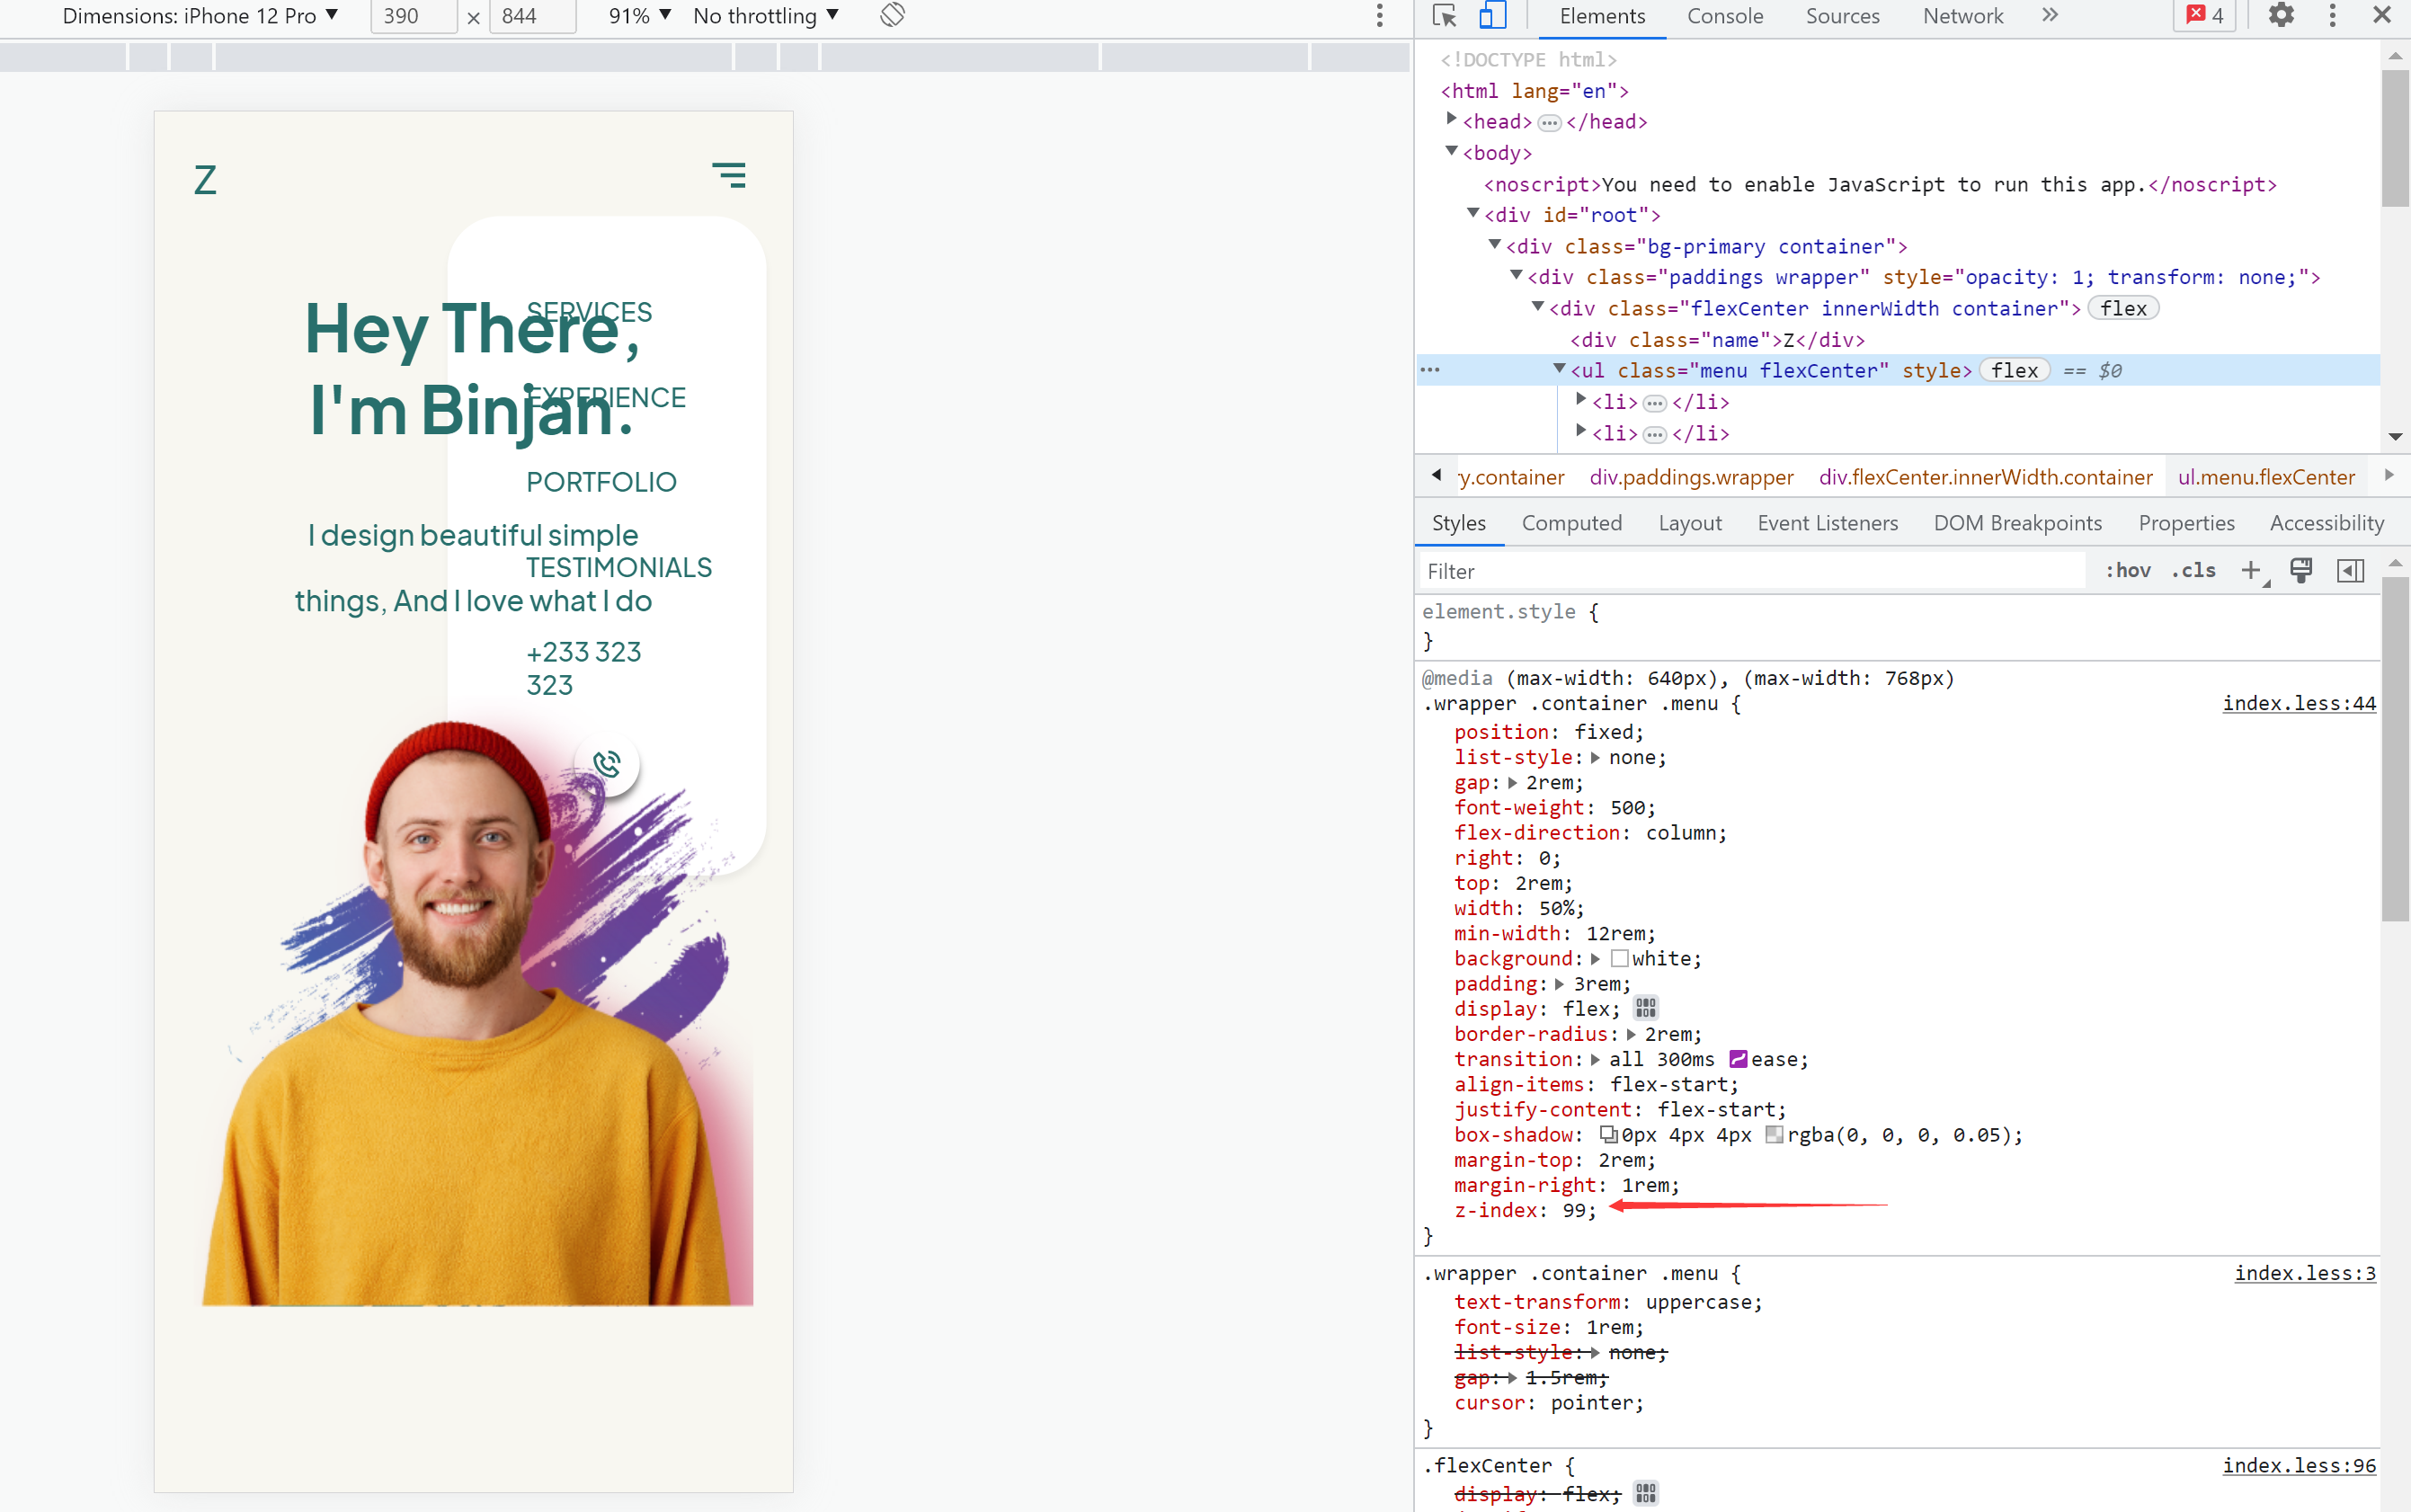 Dimensions: iPhone 12 Pro ▼ 390 × 844 91% ▼ No throttling ▼
Z
SERVICES
Hey There,
EXPERIENCE
I'm Binjan.
PORTFOLIO
I design beautiful simple
TESTIMONIALS
things, And I love what I do
+233 323
323
Elements Console Sources Network » 4
<!DOCTYPE html>
<html lang="en">
<head> ••• </head>
<body>
<noscript>You need to enable JavaScript to run this app.</noscript>
<div id="root">
<div class="bg-primary container">
<div class="paddings wrapper" style="opacity: 1; transform: none;">
<div class="flexCenter innerWidth container"> flex
<div class="name">Z</div>
••• <ul class="menu flexCenter" style> flex == $0
<li> ••• </li>
<li> ••• </li>
y.container div.paddings.wrapper div.flexCenter.innerWidth.container ul.menu.flexCenter
Styles Computed Layout Event Listeners DOM Breakpoints Properties Accessibility
Filter :hov .cls +
element.style {
}
@media (max-width: 640px), (max-width: 768px)
.wrapper .container .menu { index.less:44
position: fixed;
list-style: none;
gap: 2rem;
font-weight: 500;
flex-direction: column;
right: 0;
top: 2rem;
width: 50%;
min-width: 12rem;
background: white;
padding: 3rem;
display: flex;
border-radius: 2rem;
transition: all 300ms ease;
align-items: flex-start;
justify-content: flex-start;
box-shadow: 0px 4px 4px rgba(0, 0, 0, 0.05);
margin-top: 2rem;
margin-right: 1rem;
z-index: 99;
}
.wrapper .container .menu { index.less:3
text-transform: uppercase;
font-size: 1rem;
list-style: none;
gap: 1.5rem;
cursor: pointer;
}
.flexCenter { index.less:96
display: flex;